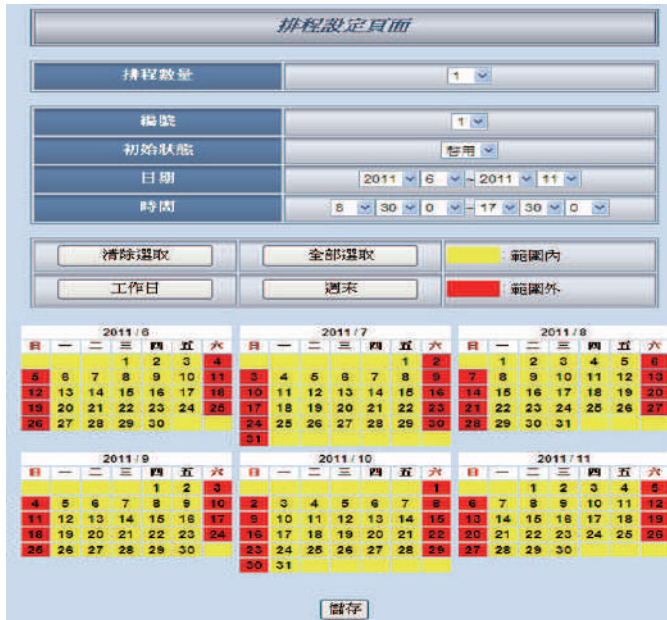 排程設定頁面
排程數量 1
編號 1
初始狀態 啓用
日期 2011 6 ~ 2011 11
時間 8 30 0 ~ 17 30 0
清除選取 全部選取 : 範圍內
工作日 週末 : 範圍外
2011 / 6 2011 / 7 2011 / 8
日 一 二 三 四 五 六 日 一 二 三 四 五 六 日 一 二 三 四 五 六
1 2 3 4 1 2 1 2 3 4 5 6
5 6 7 8 9 10 11 3 4 5 6 7 8 9 7 8 9 10 11 12 13
12 13 14 15 16 17 18 10 11 12 13 14 15 16 14 15 16 17 18 19 20
19 20 21 22 23 24 25 17 18 19 20 21 22 23 21 22 23 24 25 26 27
26 27 28 29 30 24 25 26 27 28 29 30 28 29 30 31
31
2011 / 9 2011 / 10 2011 / 11
日 一 二 三 四 五 六 日 一 二 三 四 五 六 日 一 二 三 四 五 六
1 2 3 1 1 2 3 4 5
4 5 6 7 8 9 10 2 3 4 5 6 7 8 6 7 8 9 10 11 12
11 12 13 14 15 16 17 9 10 11 12 13 14 15 13 14 15 16 17 18 19
18 19 20 21 22 23 24 16 17 18 19 20 21 22 20 21 22 23 24 25 26
25 26 27 28 29 30 23 24 25 26 27 28 29 27 28 29 30
30 31
儲存